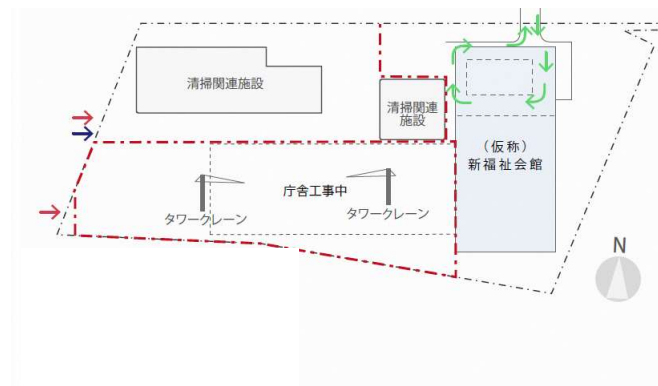 清掃関連施設
清掃関連
施設
(仮称)
新福祉会館
庁舎工事中
タワークレーン
タワークレーン
N